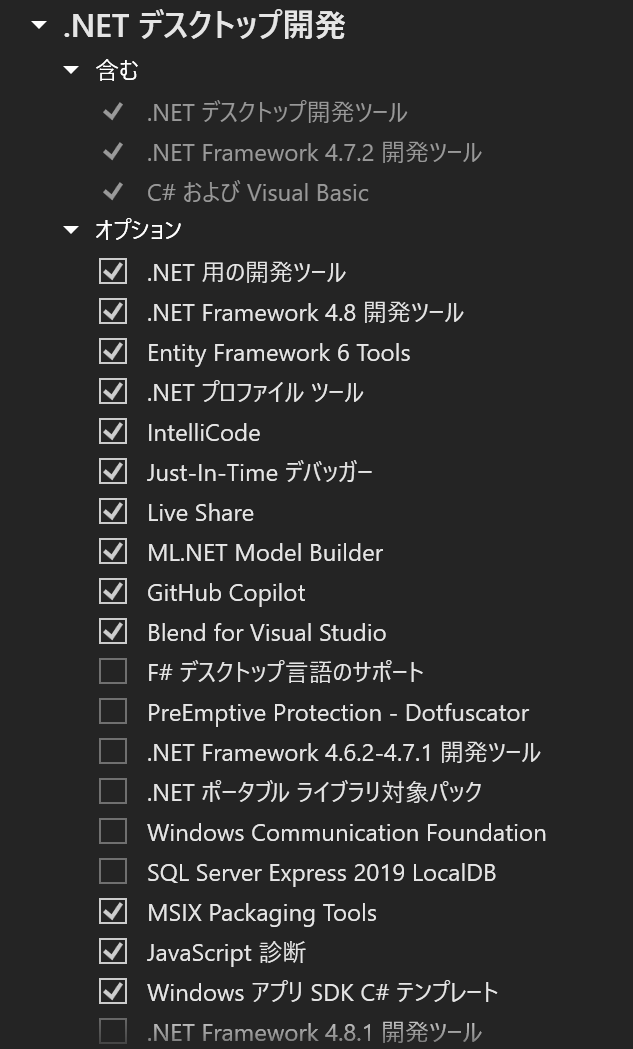 .NET デスクトップ開発
含む
.NET デスクトップ開発ツール
.NET Framework 4.7.2 開発ツール
C# および Visual Basic
オプション
.NET 用の開発ツール
.NET Framework 4.8 開発ツール
Entity Framework 6 Tools
.NET プロファイル ツール
IntelliCode
Just-In-Time デバッガー
Live Share
ML.NET Model Builder
GitHub Copilot
Blend for Visual Studio
F# デスクトップ言語のサポート
PreEmptive Protection - Dotfuscator
.NET Framework 4.6.2-4.7.1 開発ツール
.NET ポータブル ライブラリ対象パック
Windows Communication Foundation
SQL Server Express 2019 LocalDB
MSIX Packaging Tools
JavaScript 診断
Windows アプリ SDK C# テンプレート
.NET Framework 4.8.1 開発ツール